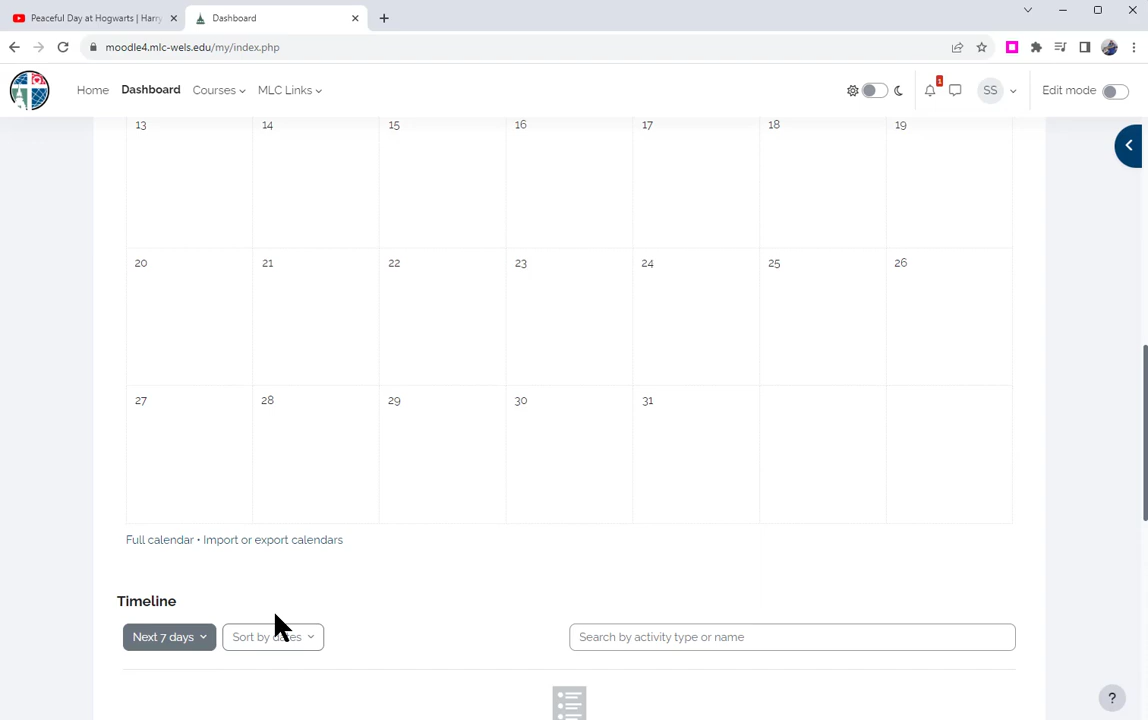 Peaceful Day at Hogwarts | Harry
Dashboard
moodle4.mlc-wels.edu/my/index.php
Home Dashboard Courses MLC Links 1 SS Edit mode
13 14 15 16 17 18 19
20 21 22 23 24 25 26
27 28 29 30 31
Full calendar • Import or export calendars
Timeline
Next 7 days Sort by dates Search by activity type or name
?